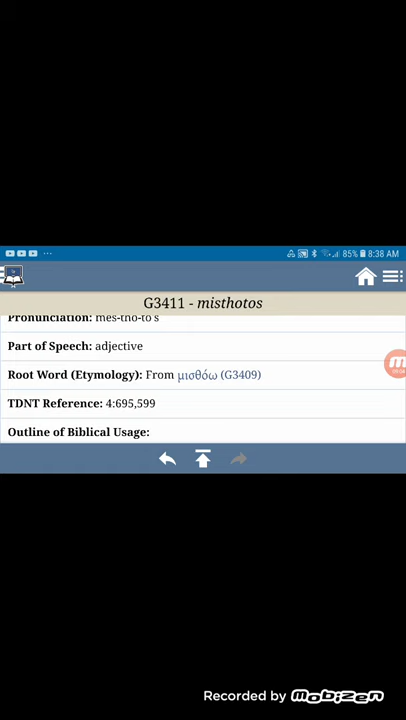 85% 8:38 AM
G3411 - misthotos
Pronunciation: mes-tho-to's
Part of Speech: adjective
Root Word (Etymology): From μισθόω (G3409)
TDNT Reference: 4:695,599
Outline of Biblical Usage:
Recorded by Mobizen